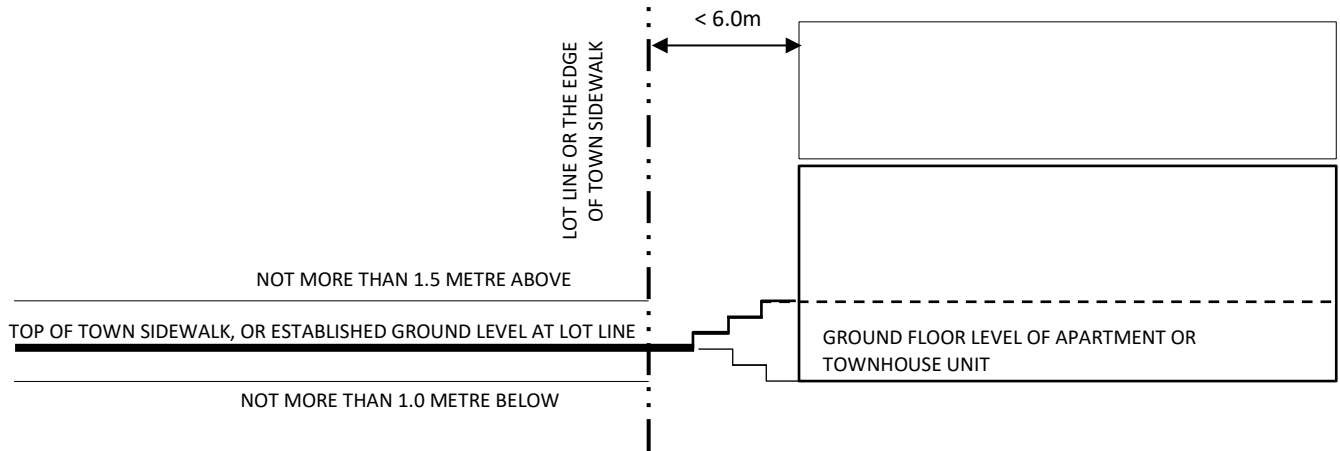 < 6.0m
LOT LINE OR THE EDGE
OF TOWN SIDEWALK
NOT MORE THAN 1.5 METRE ABOVE
TOP OF TOWN SIDEWALK, OR ESTABLISHED GROUND LEVEL AT LOT LINE
GROUND FLOOR LEVEL OF APARTMENT OR
TOWNHOUSE UNIT
NOT MORE THAN 1.0 METRE BELOW